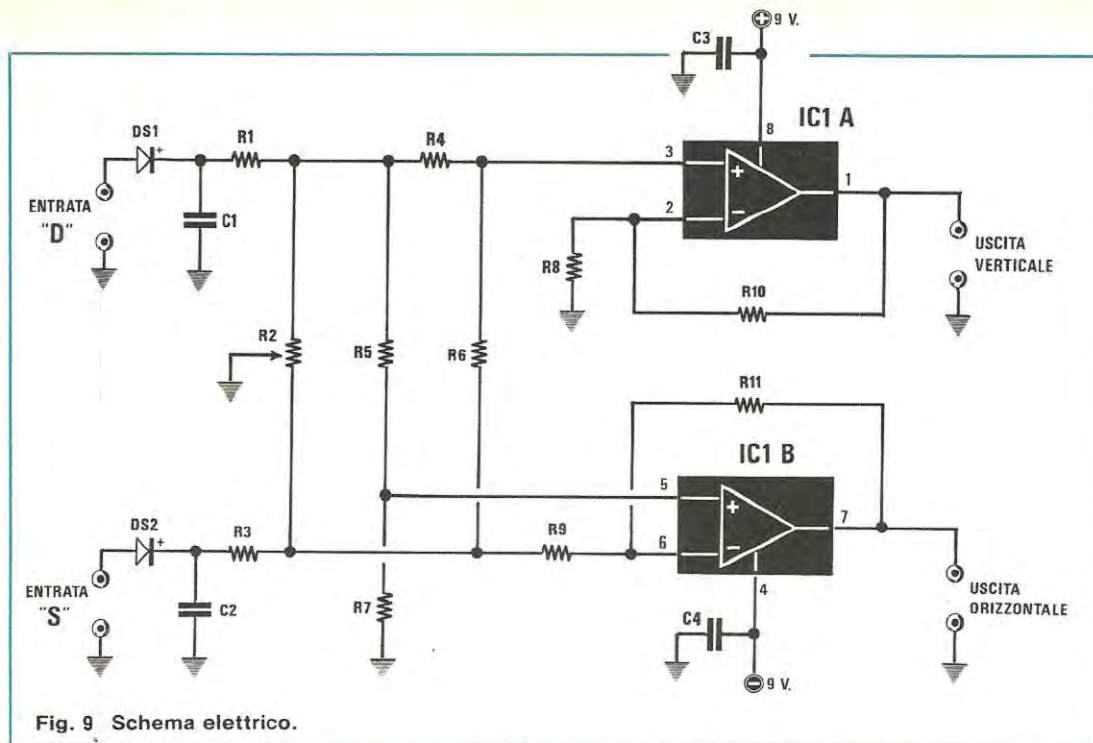 9 V.
C3
IC1 A
DS1
+
R1
R4
8
3
+
1
ENTRATA
"D"
C1
2
−
R8
USCITA
VERTICALE
R10
R2
R5
R6
R11
IC1 B
5
+
7
DS2
+
R3
R9
6
−
ENTRATA
"S"
C2
R7
4
C4
USCITA
ORIZZONTALE
9 V.
Fig. 9 Schema elettrico.